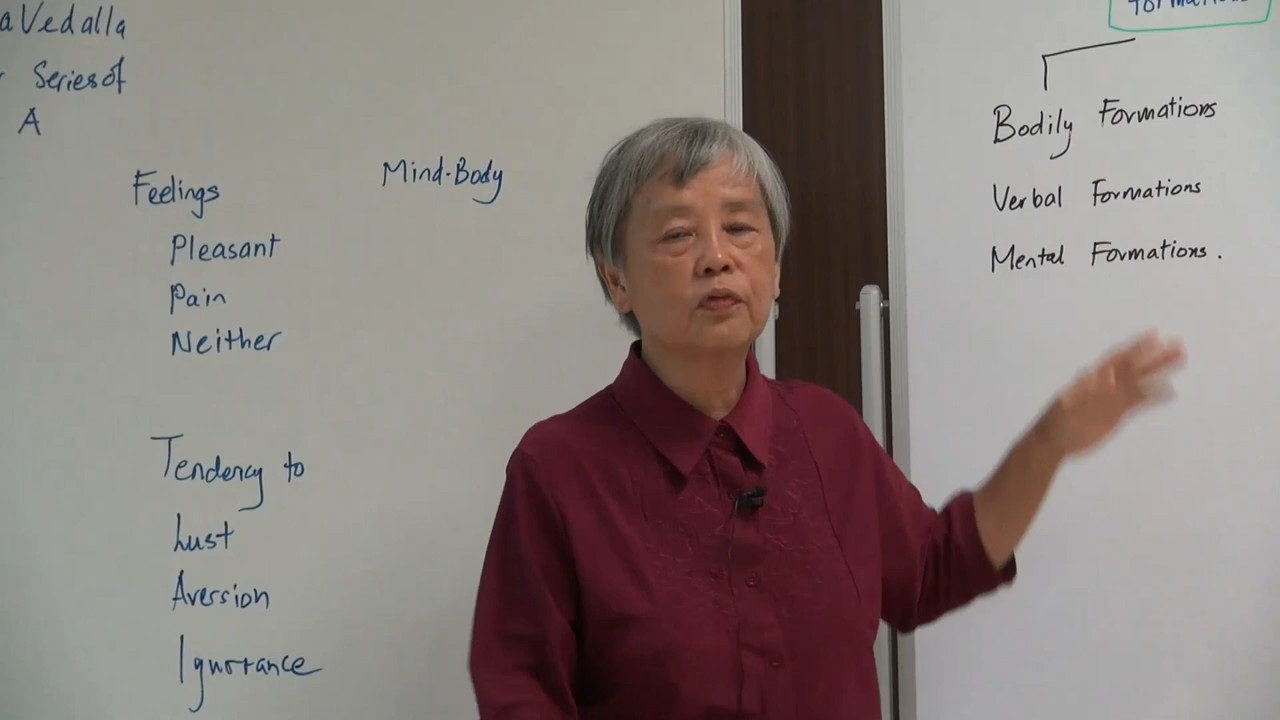 aVedalla
Series of
A
Feelings
Pleasant
Pain
Neither
Mind-Body
Tendency to
Lust
Aversion
Ignorance
Formations
Bodily Formations
Verbal Formations
Mental Formations.